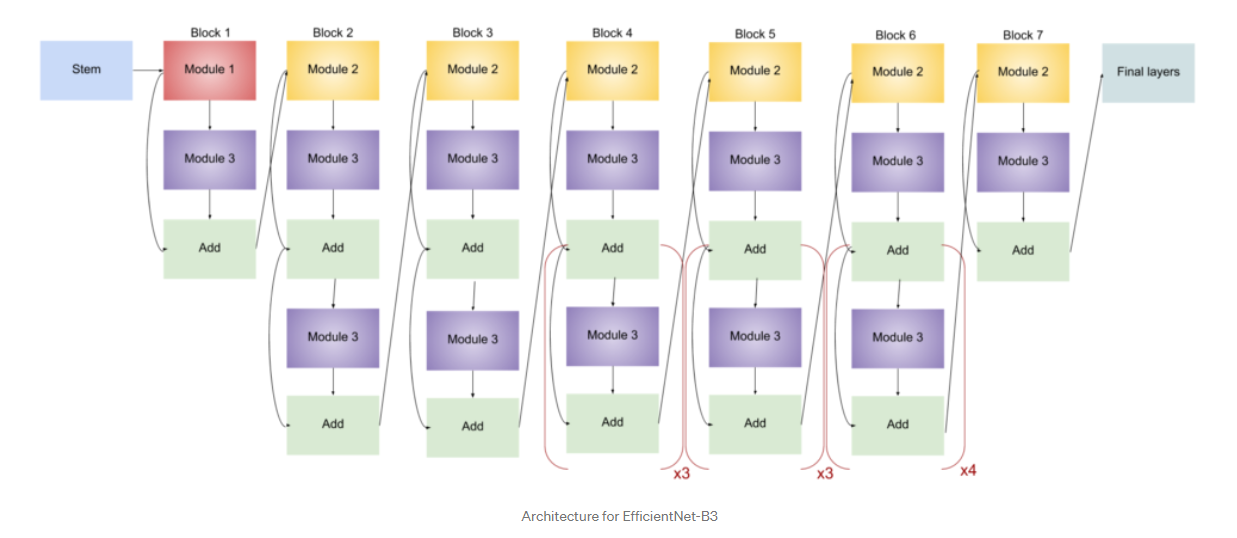 Block 1
Block 2
Block 3
Block 4
Block 5
Block 6
Block 7
Stem
Module 1
Module 2
Module 2
Module 2
Module 2
Module 2
Module 2
Final layers
Module 3
Module 3
Module 3
Module 3
Module 3
Module 3
Module 3
Add
Add
Add
Add
Add
Add
Add
Module 3
Module 3
Module 3
Module 3
Module 3
Add
Add
Add
Add
Add
x3
x3
x4
Architecture for EfficientNet-B3